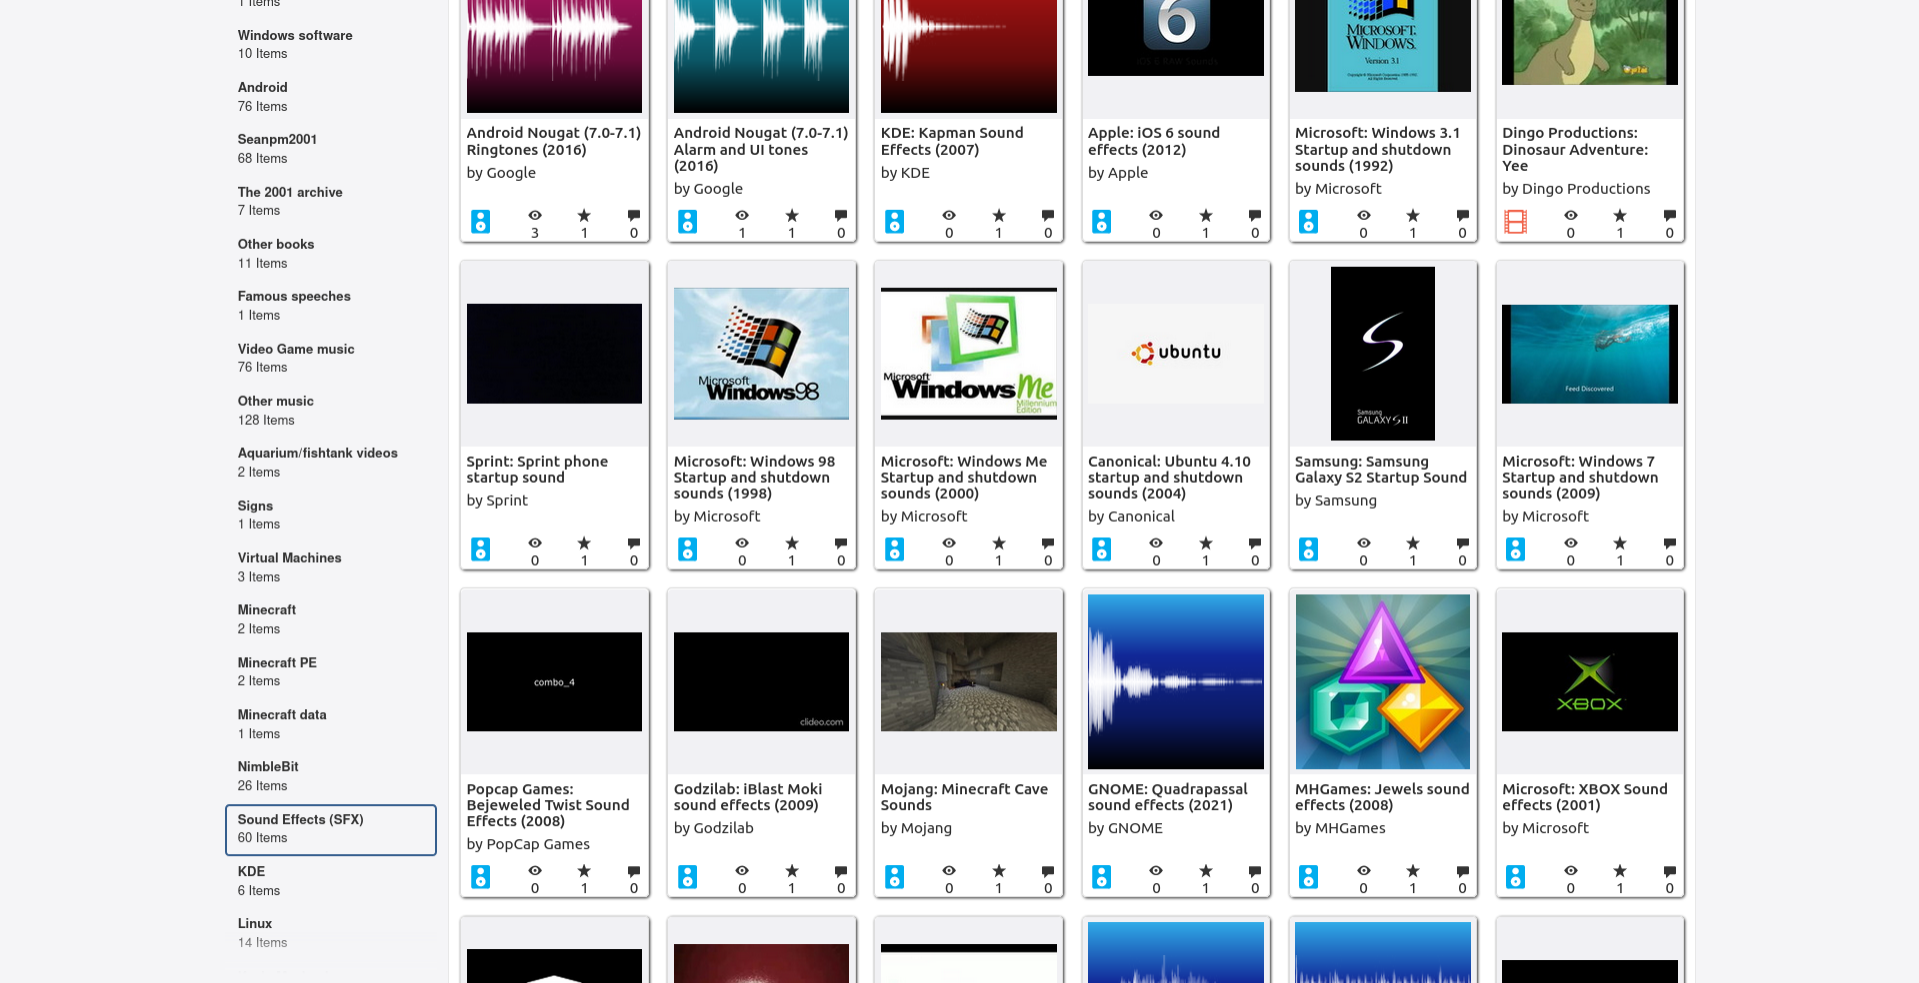 1 Items
Windows software
10 Items
Android
76 Items
Seanpm2001
68 Items
The 2001 archive
7 Items
Other books
11 Items
Famous speeches
1 Items
Video Game music
76 Items
Other music
128 Items
Aquarium/fishtank videos
2 Items
Signs
1 Items
Virtual Machines
3 Items
Minecraft
2 Items
Minecraft PE
2 Items
Minecraft data
1 Items
NimbleBit
26 Items
Sound Effects (SFX)
60 Items
KDE
6 Items
Linux
14 Items
Android Nougat (7.0-7.1)
Ringtones (2016)
by Google
3 1 0
Android Nougat (7.0-7.1)
Alarm and UI tones
(2016)
by Google
1 1 0
KDE: Kapman Sound
Effects (2007)
by KDE
0 1 0
6
iOS 6 RAW Sounds
Apple: iOS 6 sound
effects (2012)
by Apple
0 1 0
MICROSOFT.
WINDOWS.
Version 3.1
Microsoft: Windows 3.1
Startup and shutdown
sounds (1992)
by Microsoft
0 1 0
Dingo Productions:
Dinosaur Adventure:
Yee
by Dingo Productions
0 1 0
Sprint: Sprint phone
startup sound
by Sprint
0 1 0
Microsoft
Windows98
Microsoft: Windows 98
Startup and shutdown
sounds (1998)
by Microsoft
0 1 0
Microsoft
Windows Me
Millennium
Edition
Microsoft: Windows Me
Startup and shutdown
sounds (2000)
by Microsoft
0 1 0
ubuntu
Canonical: Ubuntu 4.10
startup and shutdown
sounds (2004)
by Canonical
0 1 0
Samsung
GALAXY S II
Samsung: Samsung
Galaxy S2 Startup Sound
by Samsung
0 1 0
Feed Discovered
Microsoft: Windows 7
Startup and shutdown
sounds (2009)
by Microsoft
0 1 0
combo_4
Popcap Games:
Bejeweled Twist Sound
Effects (2008)
by PopCap Games
0 1 0
clideo.com
Godzilab: iBlast Moki
sound effects (2009)
by Godzilab
0 1 0
Mojang: Minecraft Cave
Sounds
by Mojang
0 1 0
GNOME: Quadrapassal
sound effects (2021)
by GNOME
0 1 0
MHGames: Jewels sound
effects (2008)
by MHGames
0 1 0
XBOX
Microsoft: XBOX Sound
effects (2001)
by Microsoft
0 1 0